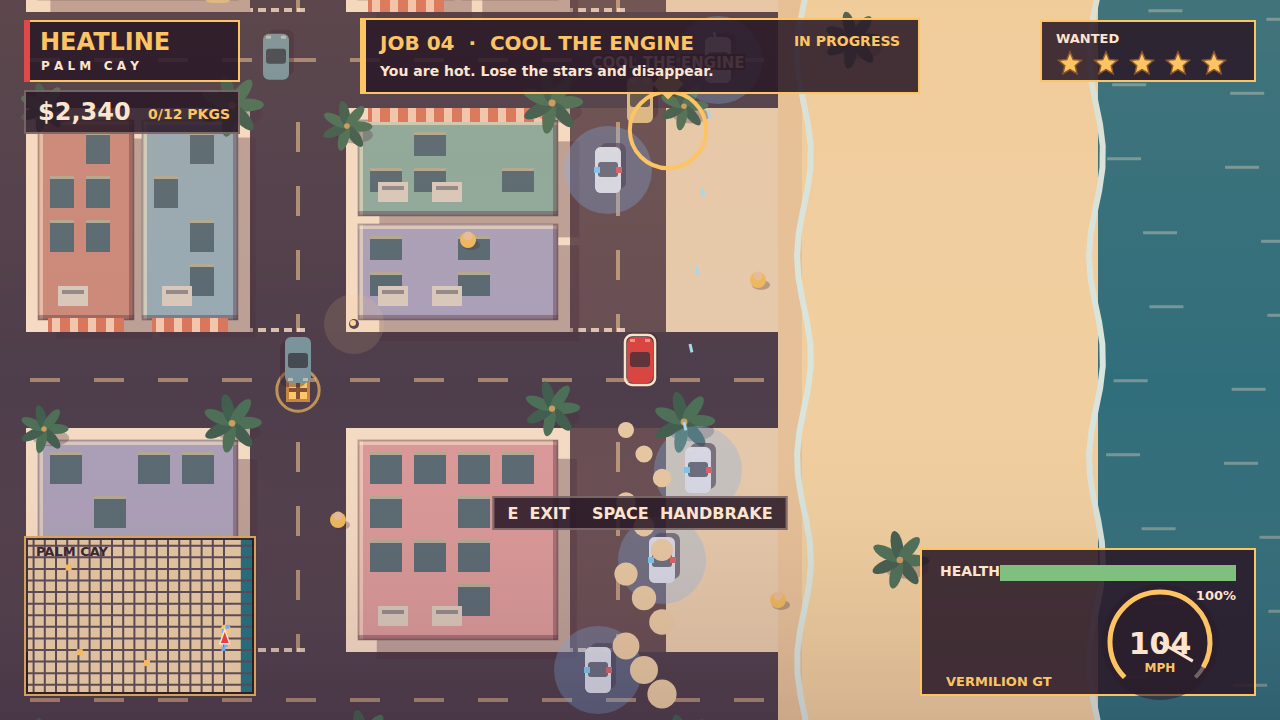 HEATLINE
PALM CAY
$2,340 0/12 PKGS
JOB 04 · COOL THE ENGINE IN PROGRESS
COOL THE ENGINE
You are hot. Lose the stars and disappear.
WANTED
E EXIT SPACE HANDBRAKE
PALM CAY
HEALTH
100%
104
MPH
VERMILION GT